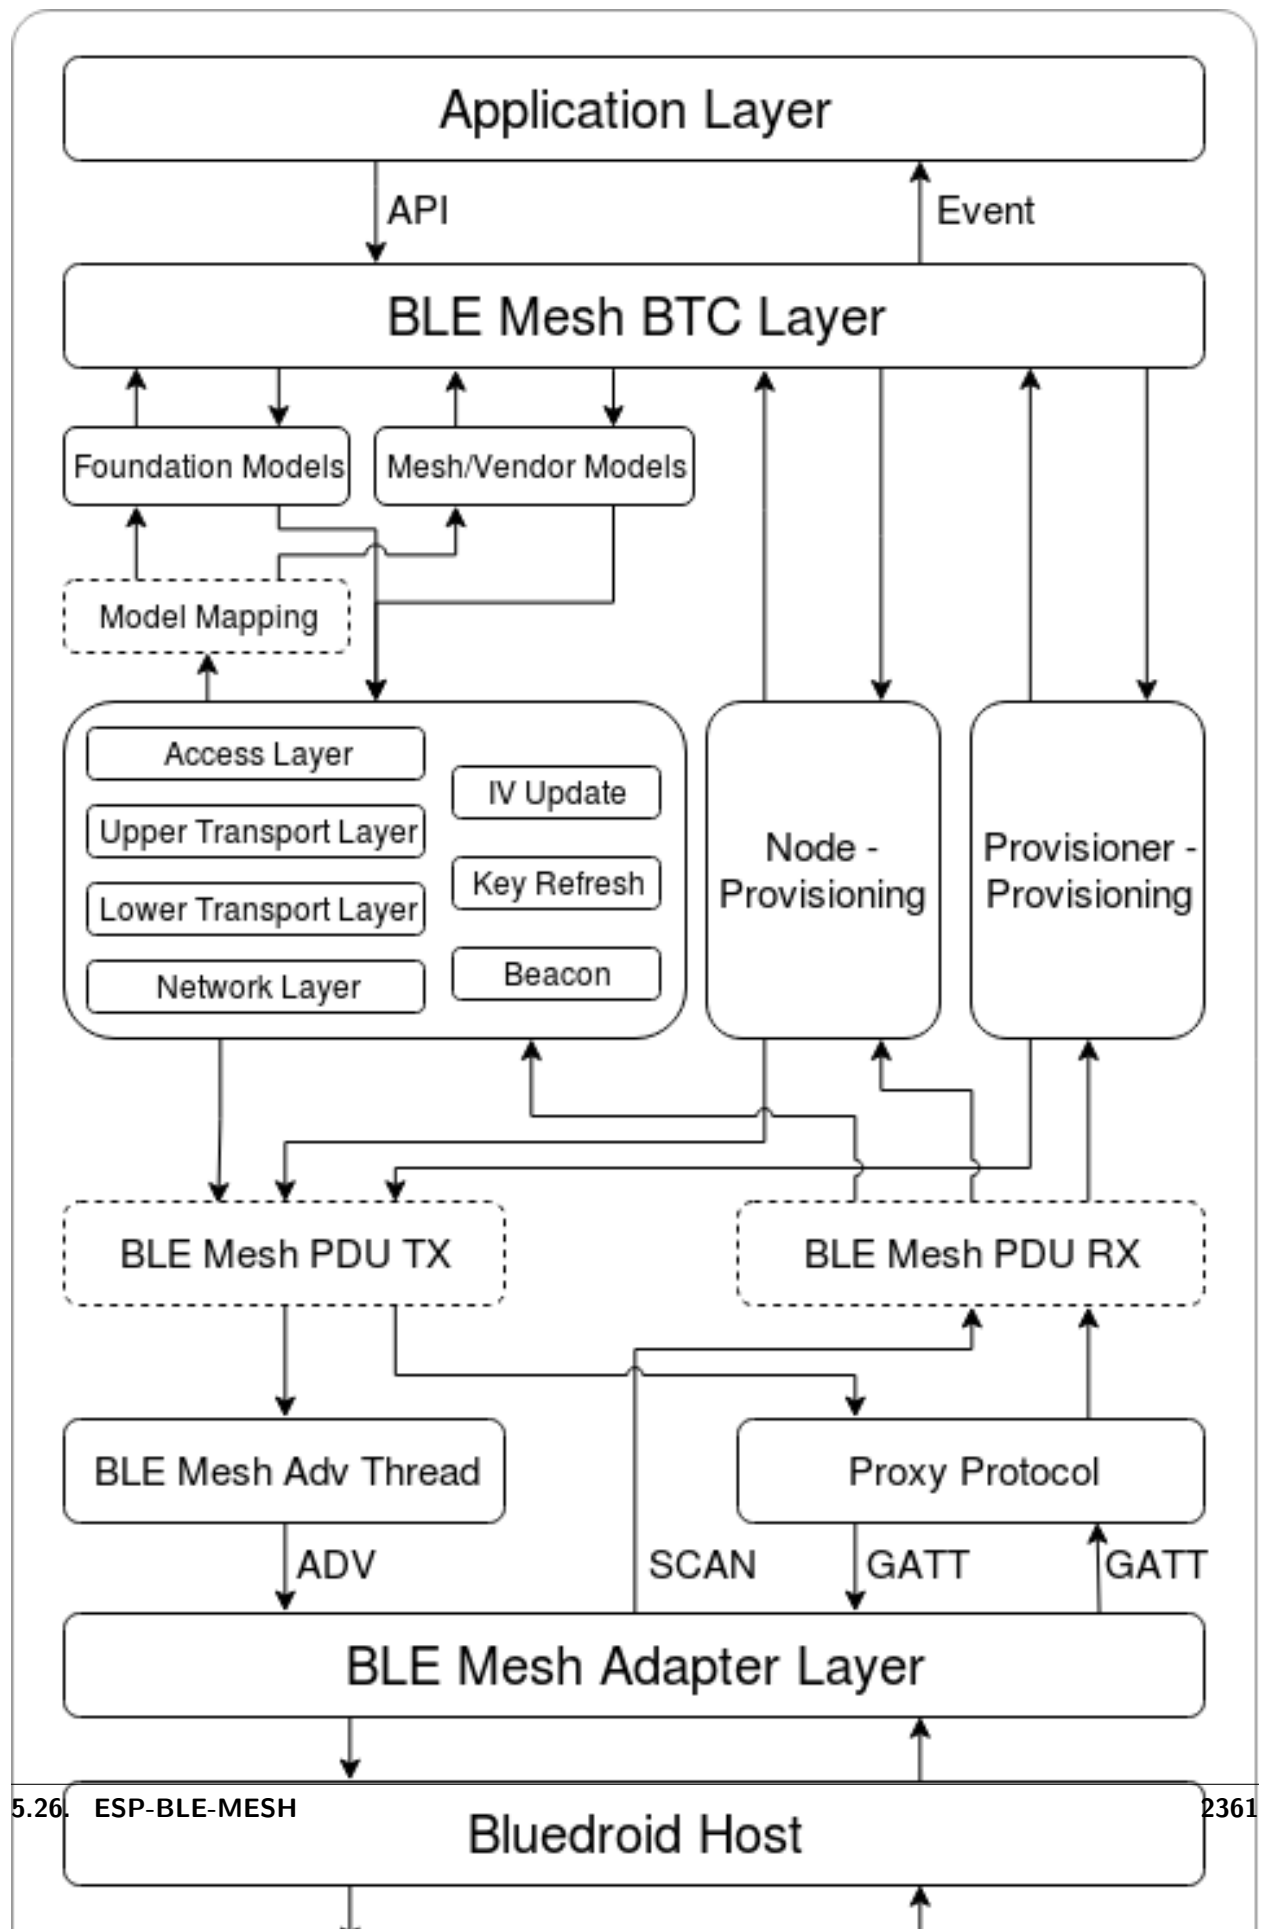 Application Layer
API
Event
BLE Mesh BTC Layer
Foundation Models
Mesh/Vendor Models
Model Mapping
Access Layer
Upper Transport Layer
Lower Transport Layer
Network Layer
IV Update
Key Refresh
Beacon
Node -
Provisioning
Provisioner -
Provisioning
BLE Mesh PDU TX
BLE Mesh PDU RX
BLE Mesh Adv Thread
Proxy Protocol
ADV
SCAN
GATT
GATT
BLE Mesh Adapter Layer
5.26. ESP-BLE-MESH
2361
Bluedroid Host